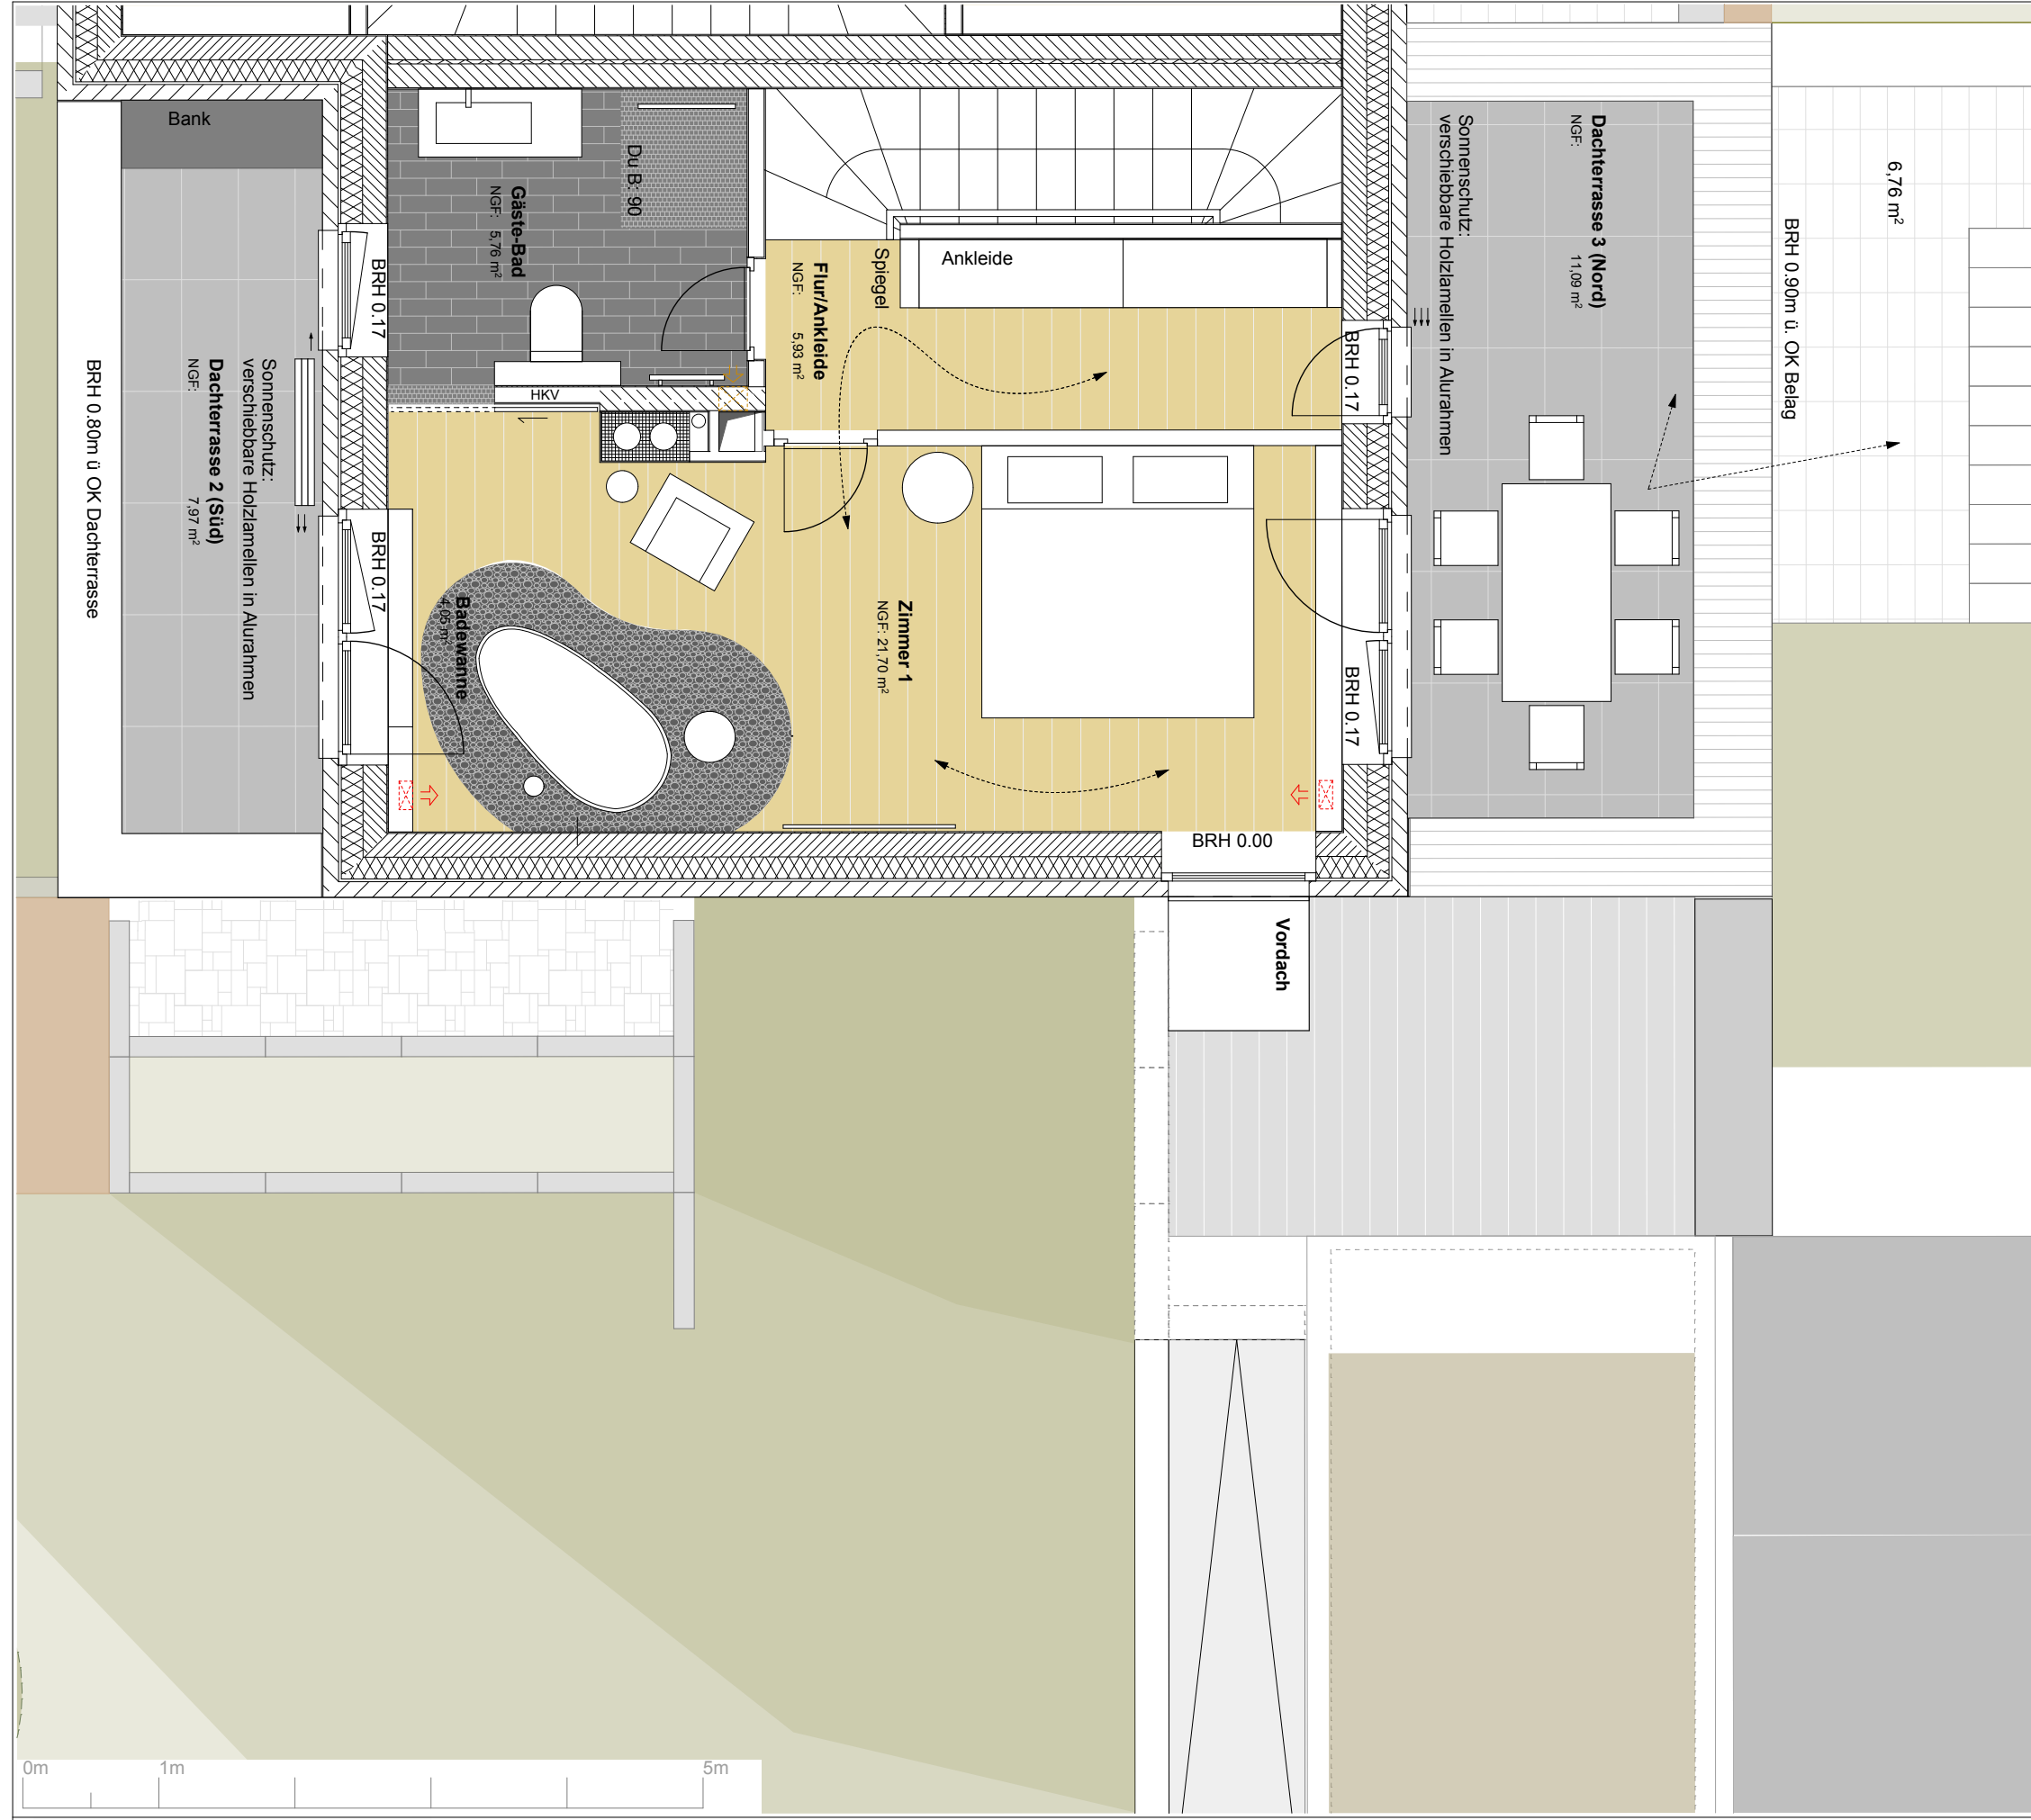 Bank
BRH 0.80m ü OK Dachterrasse
Dachterrasse 2 (Süd)
NGF: 7,97 m²
Sonnenschutz:
verschiebbare Holzlamellen in Alurahmen
BRH 0.17
BRH 0.17
Gäste-Bad
NGF: 5,76 m²
Du B: 90
HKV
Flur/Ankleide
NGF: 5,93 m²
Spiegel
Ankleide
Badewanne
4,05 m²
Zimmer 1
NGF: 21,70 m²
BRH 0.17
BRH 0.17
BRH 0.00
Vordach
Sonnenschutz:
verschiebbare Holzlamellen in Alurahmen
Dachterrasse 3 (Nord)
NGF: 11,09 m²
BRH 0.90m ü. OK Belag
6,76 m²
0m 1m 5m